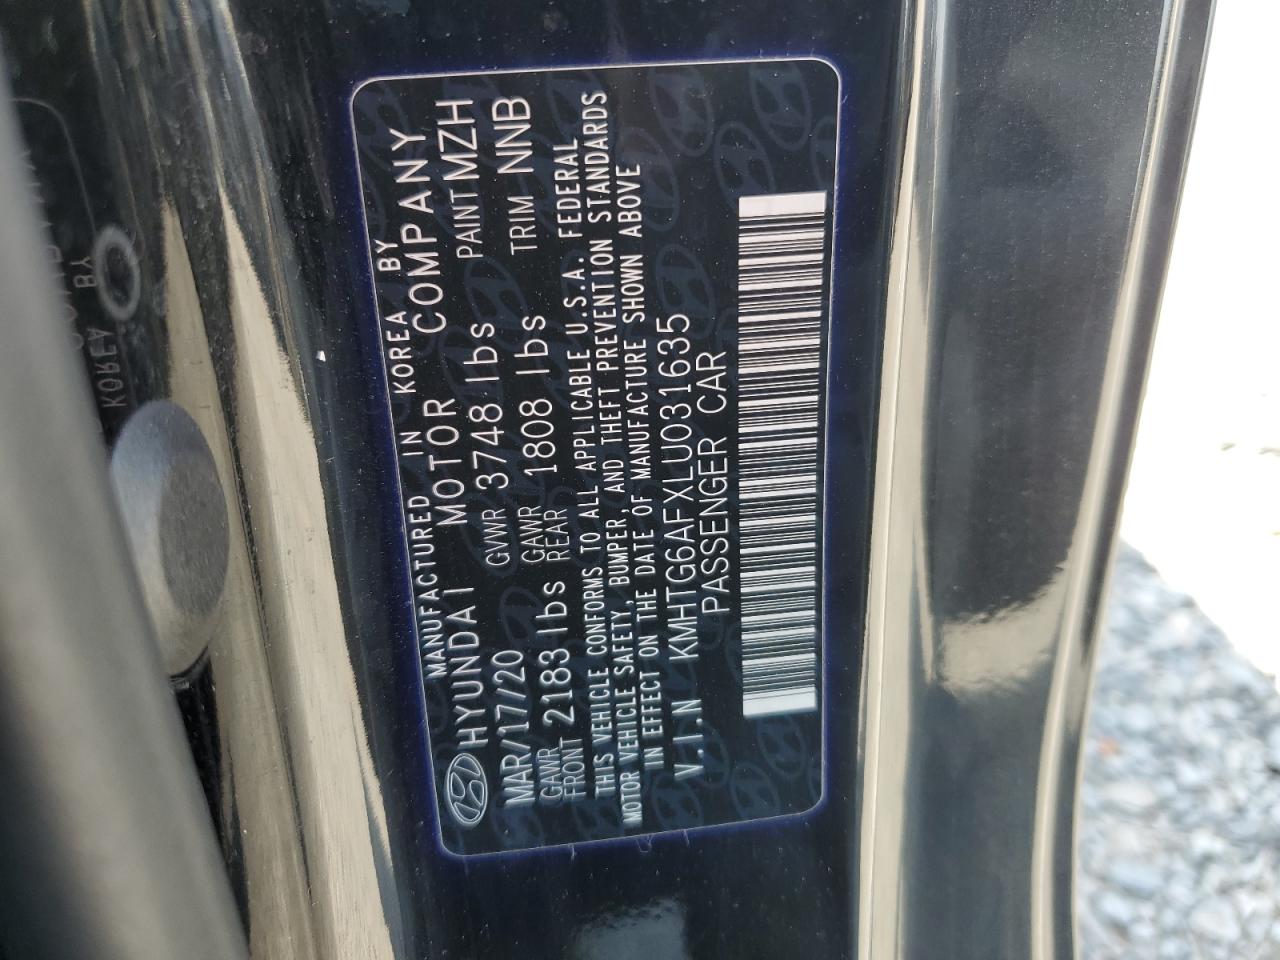 MANUFACTURED IN KOREA BY
HYUNDAI MOTOR COMPANY
MAR/17/20 GVWR 3748 lbs PAINT MZH
GAWR FRONT 2183 lbs GAWR REAR 1808 lbs TRIM NNB
THIS VEHICLE CONFORMS TO ALL APPLICABLE U.S.A. FEDERAL
MOTOR VEHICLE SAFETY, BUMPER, AND THEFT PREVENTION STANDARDS
IN EFFECT ON THE DATE OF MANUFACTURE SHOWN ABOVE
V.I.N KMHTG6AFXLU031635
PASSENGER CAR
KOREA BY